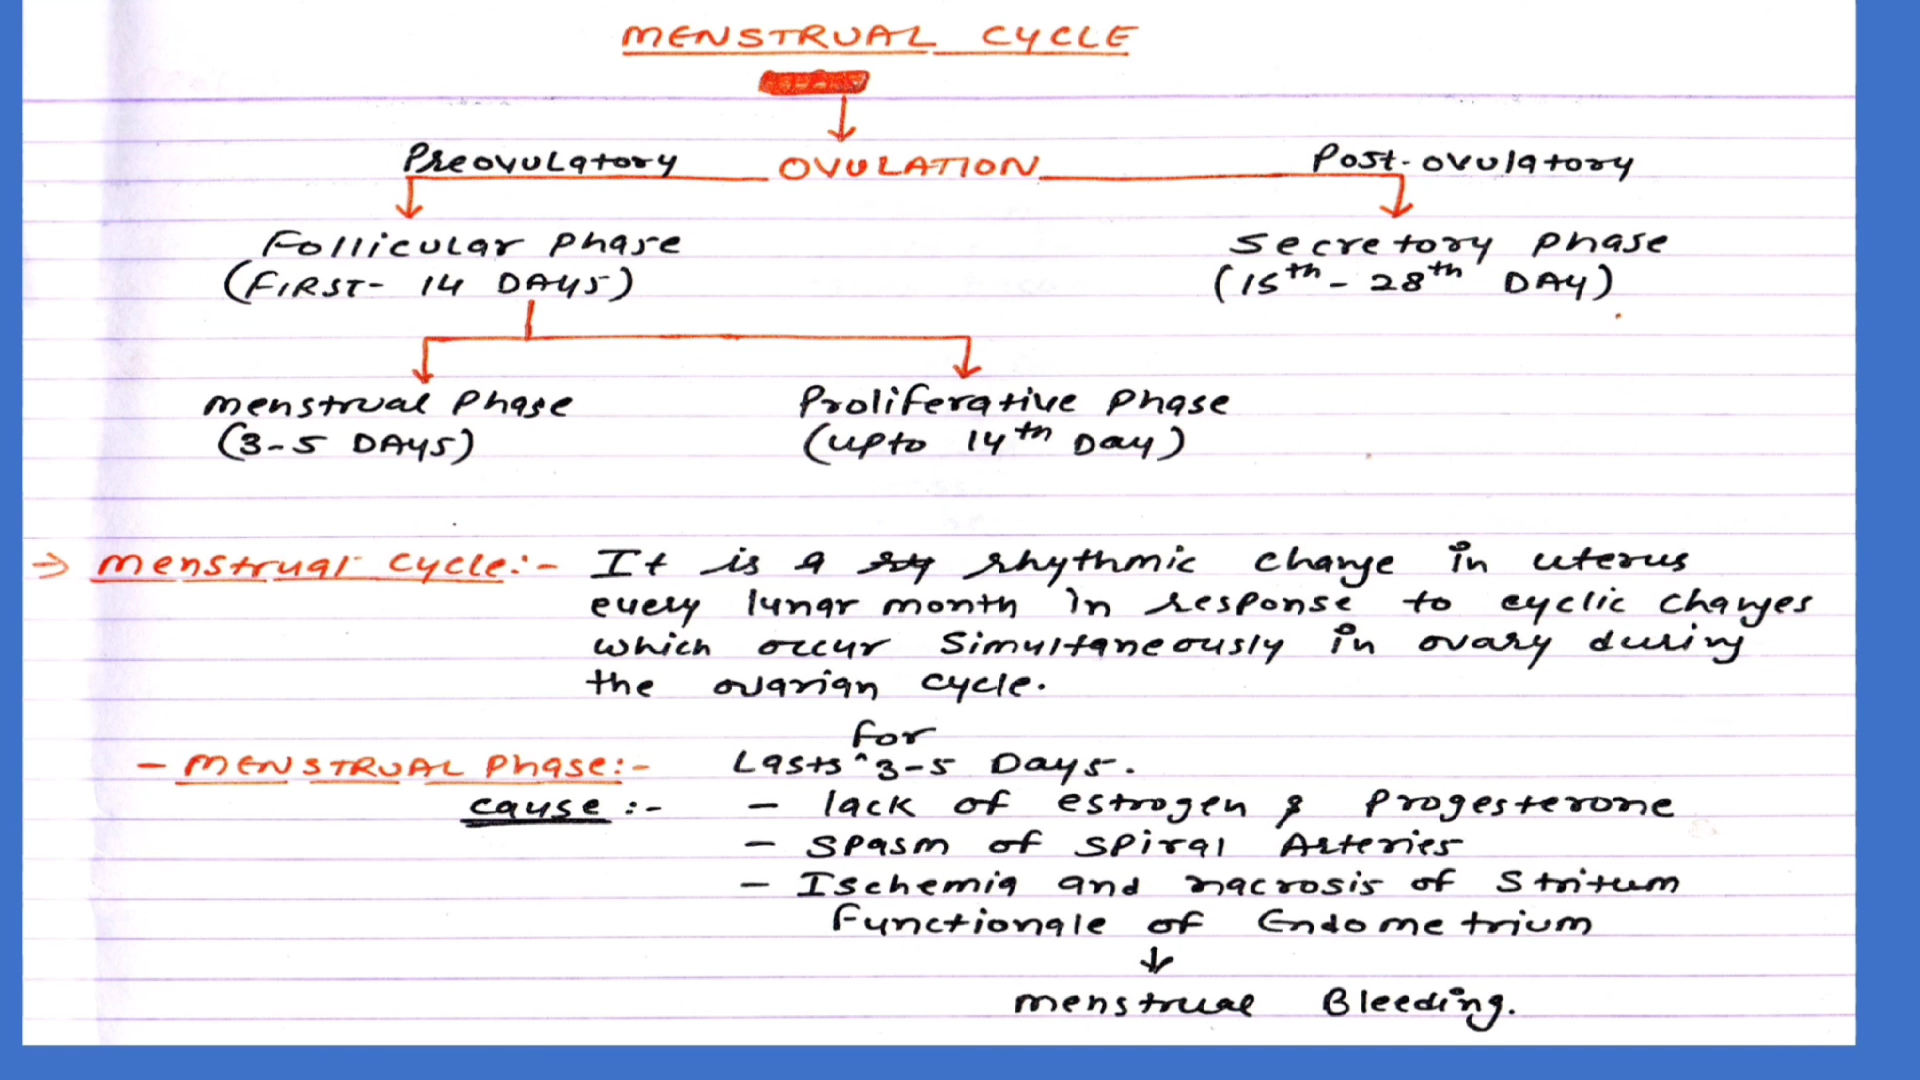 MENSTRUAL CYCLE
Preovulatory OVULATION Post-ovulatory
Follicular Phase Secretory Phase
(FIRST- 14 DAYS) (15th - 28th DAY)
Menstrual Phase Proliferative Phase
(3-5 DAYS) (upto 14th Day)
→ Menstrual Cycle:- It is a rhythmic change in uterus
every lunar month in response to cyclic changes
which occur simultaneously in ovary during
the ovarian cycle.
for
- MENSTRUAL Phase:- Lasts ^ 3-5 Days.
cause :- - lack of estrogen & Progesterone
- Spasm of Spiral Arteries
- Ischemia and nacrosis of Stritum
Functionale of Endometrium
↓
Menstrual Bleeding.